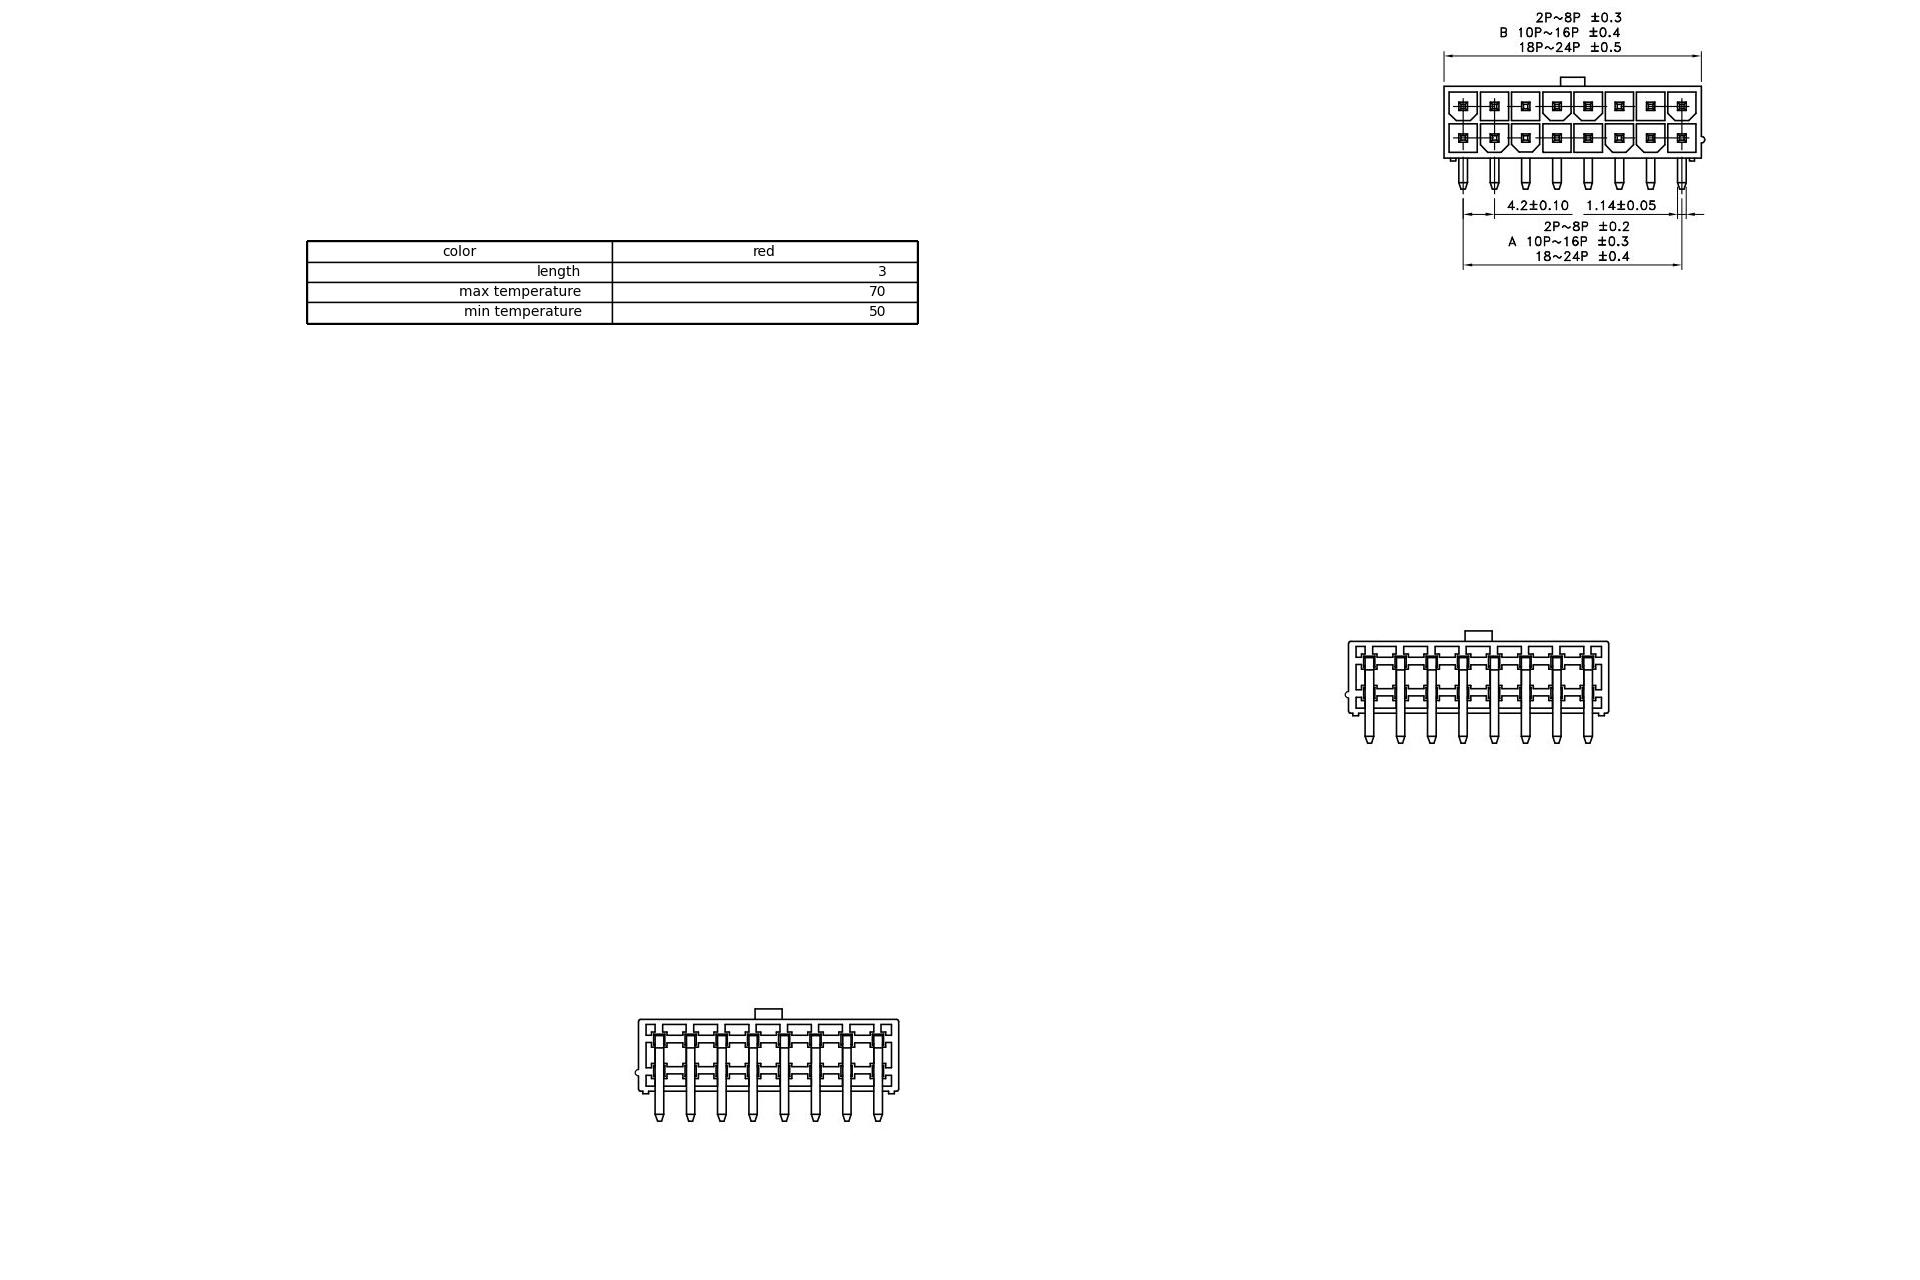 2P~8P ±0.3
B 10P~16P ±0.4
18P~24P ±0.5
4.2±0.10 1.14±0.05
2P~8P ±0.2
A 10P~16P ±0.3
18~24P ±0.4
color red
length 3
max temperature 70
min temperature 50